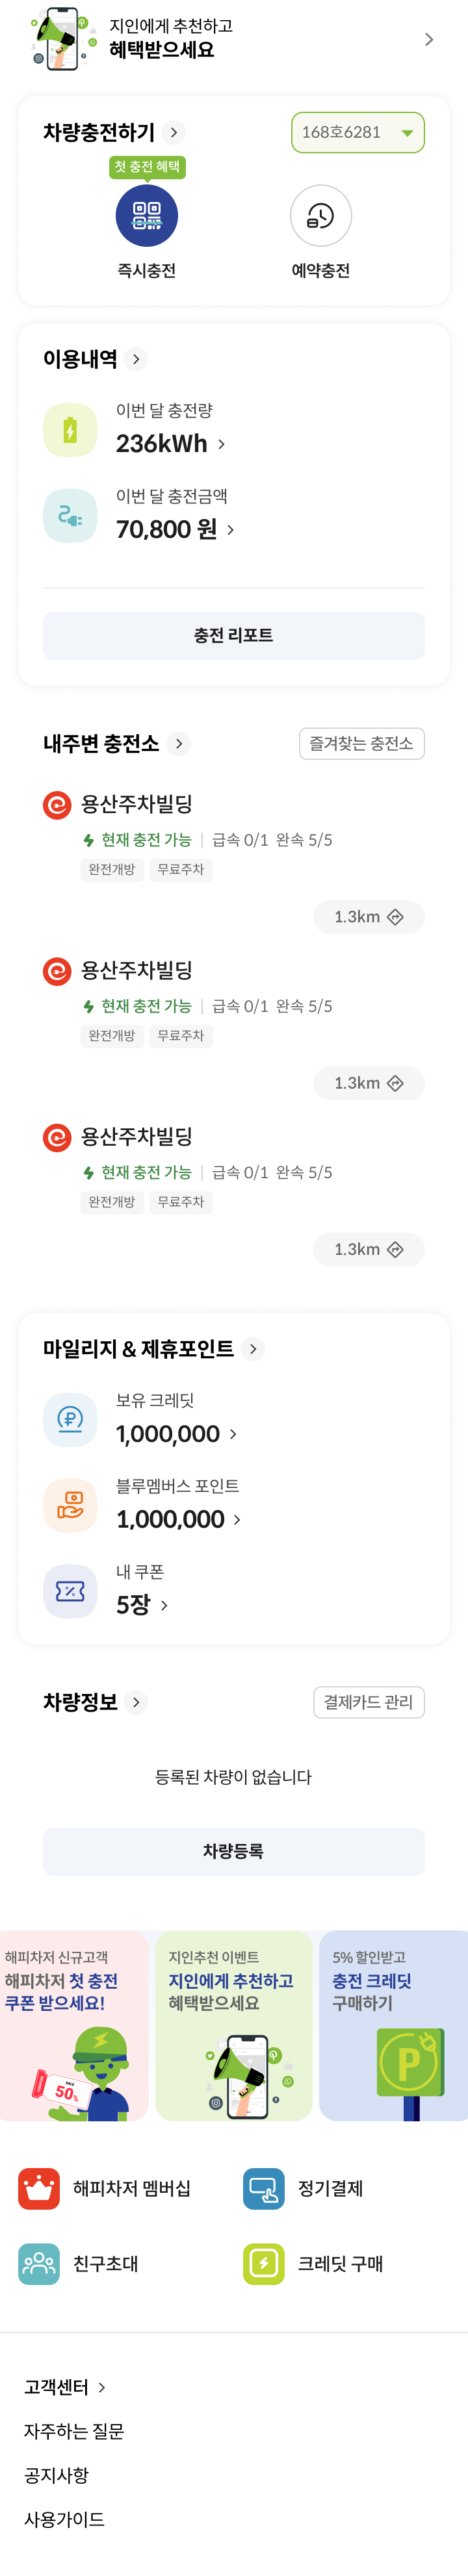 지인에게 추천하고
혜택받으세요
차량충전하기
168호6281
첫 충전 혜택
즉시충전
예약충전
이용내역
이번 달 충전량
236kWh
이번 달 충전금액
70,800 원
충전 리포트
내주변 충전소
즐겨찾는 충전소
용산주차빌딩
현재 충전 가능 | 급속 0/1 완속 5/5
완전개방 무료주차
1.3km
용산주차빌딩
현재 충전 가능 | 급속 0/1 완속 5/5
완전개방 무료주차
1.3km
용산주차빌딩
현재 충전 가능 | 급속 0/1 완속 5/5
완전개방 무료주차
1.3km
마일리지 & 제휴포인트
보유 크레딧
1,000,000
블루멤버스 포인트
1,000,000
내 쿠폰
5장
차량정보
결제카드 관리
등록된 차량이 없습니다
차량등록
해피차저 신규고객
해피차저 첫 충전
쿠폰 받으세요!
SALE
50%
지인추천 이벤트
지인에게 추천하고
혜택받으세요
5% 할인받고
충전 크레딧
구매하기
P
해피차저 멤버십
정기결제
친구초대
크레딧 구매
고객센터
자주하는 질문
공지사항
사용가이드